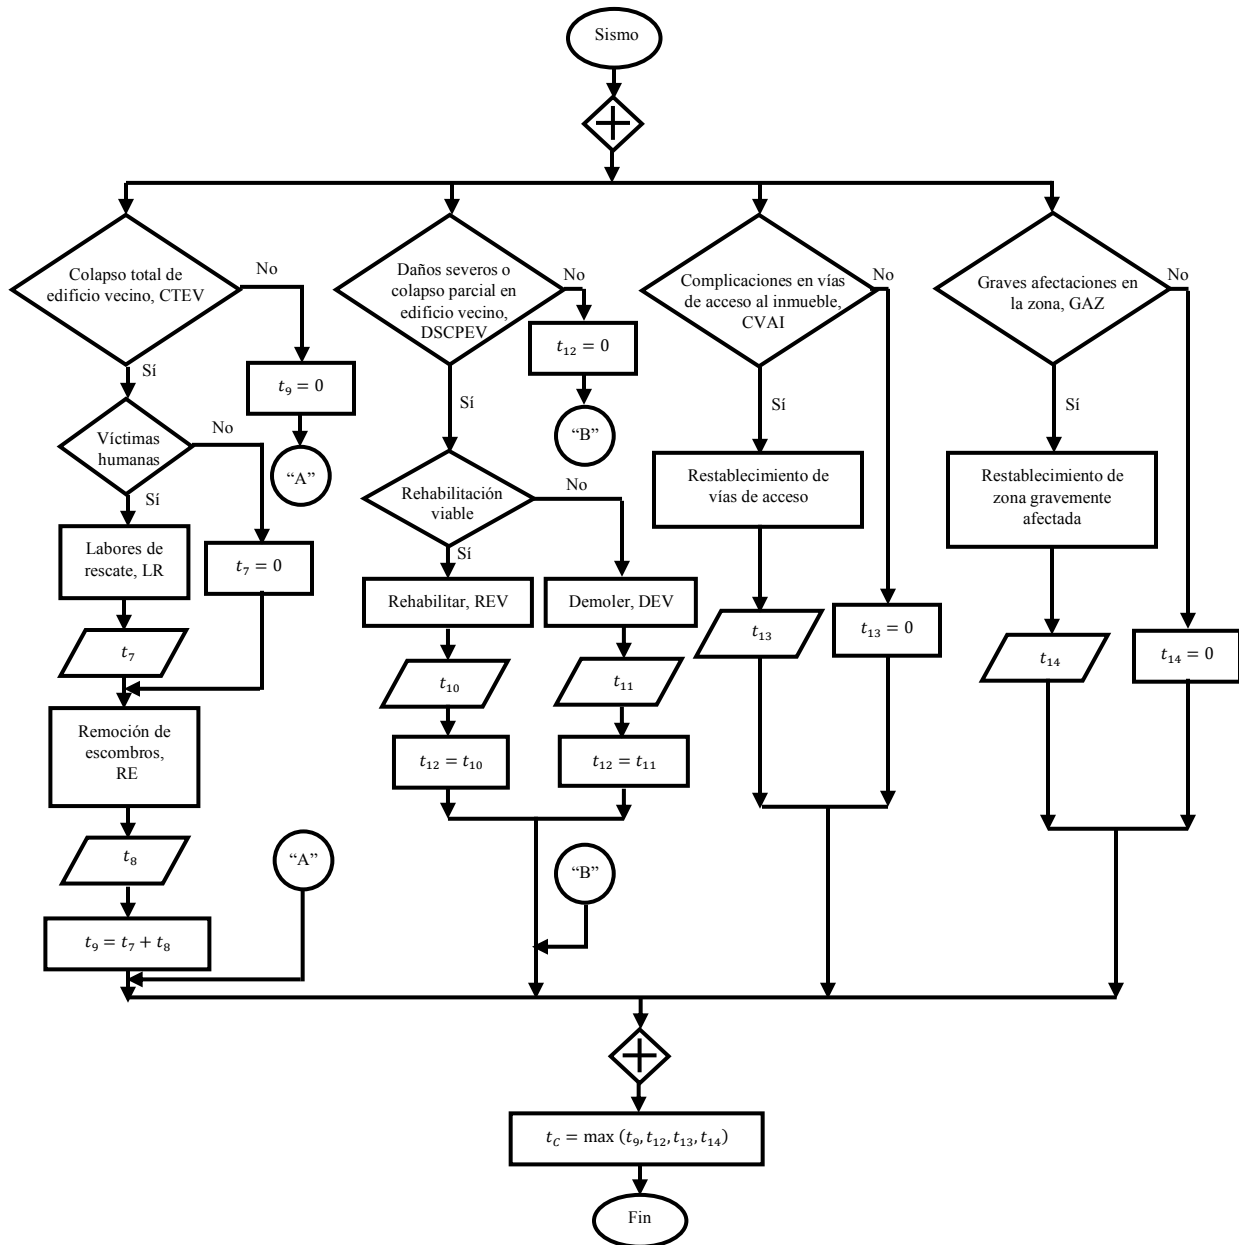 Sismo
Colapso total de
edificio vecino, CTEV
No
Sí
t₉ = 0
"A"
Víctimas
humanas
No
Sí
Labores de
rescate, LR
t₇ = 0
t₇
Remoción de
escombros,
RE
t₈
"A"
t₉ = t₇ + t₈
Daños severos o
colapso parcial en
edificio vecino,
DSCPEV
No
Sí
t₁₂ = 0
"B"
Rehabilitación
viable
No
Sí
Rehabilitar, REV
Demoler, DEV
t₁₀
t₁₁
t₁₂ = t₁₀
t₁₂ = t₁₁
"B"
Complicaciones en vías
de acceso al inmueble,
CVAI
No
Sí
Restablecimiento de
vías de acceso
t₁₃
t₁₃ = 0
Graves afectaciones en
la zona, GAZ
No
Sí
Restablecimiento de
zona gravemente
afectada
t₁₄
t₁₄ = 0
t_C = max (t₉, t₁₂, t₁₃, t₁₄)
Fin